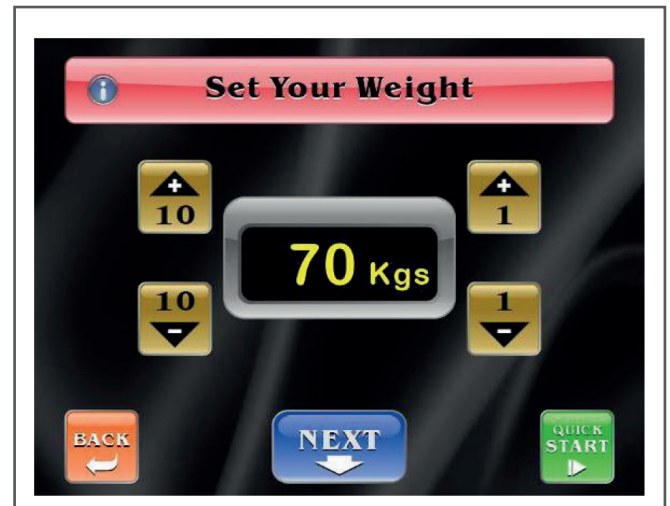 Set Your Weight
+
10
+
1
70 Kgs
10
-
1
-
BACK
NEXT
QUICK
START